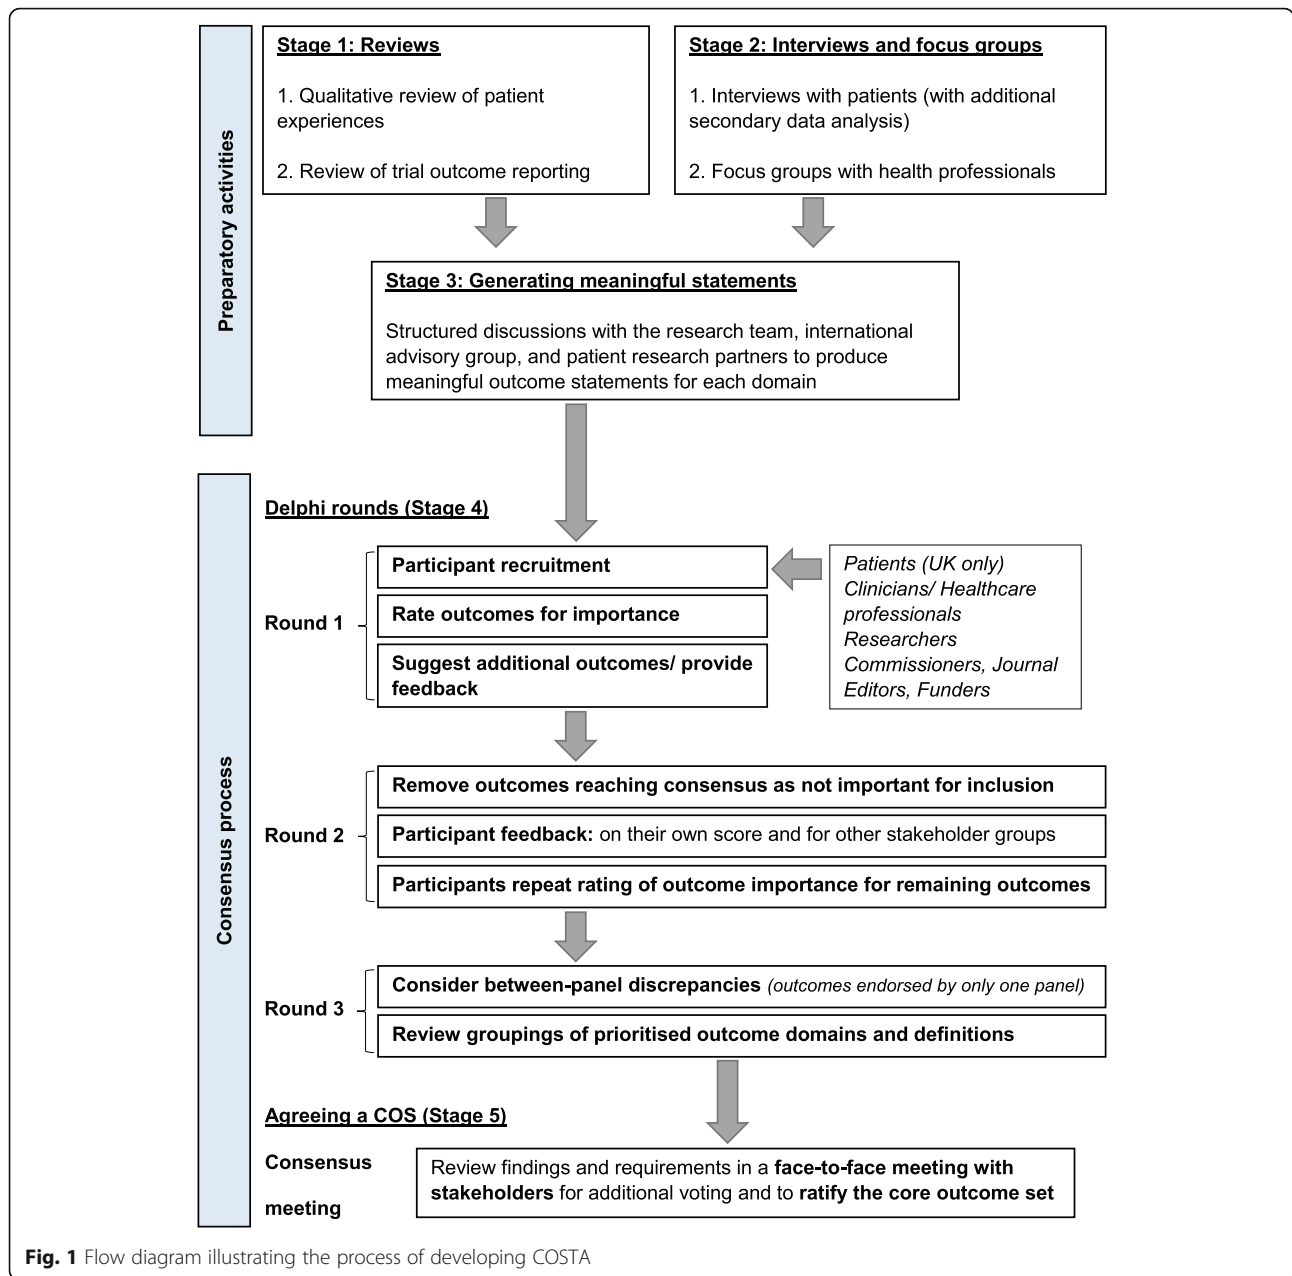 Preparatory activities
Stage 1: Reviews
1. Qualitative review of patient
experiences
2. Review of trial outcome reporting
Stage 2: Interviews and focus groups
1. Interviews with patients (with additional
secondary data analysis)
2. Focus groups with health professionals
Stage 3: Generating meaningful statements
Structured discussions with the research team, international
advisory group, and patient research partners to produce
meaningful outcome statements for each domain
Consensus process
Delphi rounds (Stage 4)
Round 1
Participant recruitment
Rate outcomes for importance
Suggest additional outcomes/ provide
feedback
Patients (UK only)
Clinicians/ Healthcare
professionals
Researchers
Commissioners, Journal
Editors, Funders
Round 2
Remove outcomes reaching consensus as not important for inclusion
Participant feedback: on their own score and for other stakeholder groups
Participants repeat rating of outcome importance for remaining outcomes
Round 3
Consider between-panel discrepancies (outcomes endorsed by only one panel)
Review groupings of prioritised outcome domains and definitions
Agreeing a COS (Stage 5)
Consensus
meeting
Review findings and requirements in a face-to-face meeting with
stakeholders for additional voting and to ratify the core outcome set
Fig. 1 Flow diagram illustrating the process of developing COSTA